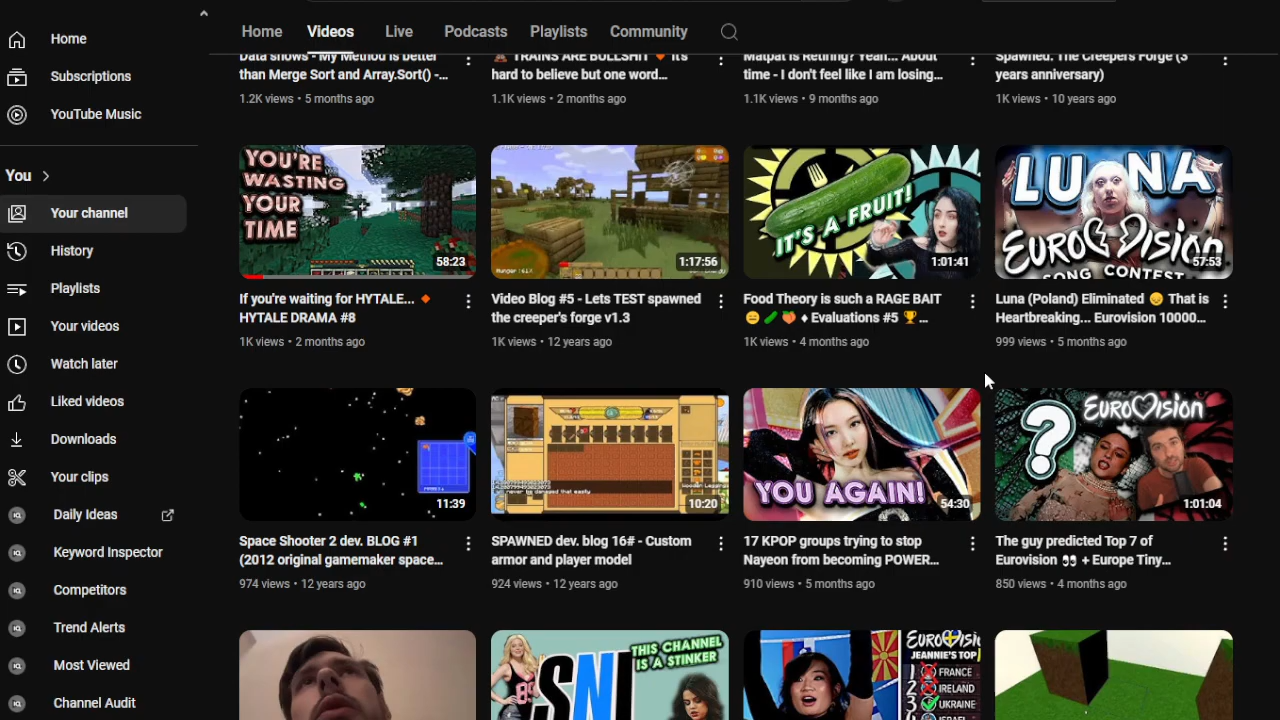 Home
Videos
Live
Podcasts
Playlists
Community
Home
Subscriptions
YouTube Music
You
Your channel
History
Playlists
Your videos
Watch later
Liked videos
Downloads
Your clips
Daily Ideas
Keyword Inspector
Competitors
Trend Alerts
Most Viewed
Channel Audit
Data shows - My Method is better
than Merge Sort and Array.Sort() -...
1.2K views • 5 months ago
TRAINS ARE BULLSHIT 🔸 It's
hard to believe but one word...
1.1K views • 2 months ago
Matpat is Retiring? Yeah... About
time - I don't feel like I am losing...
1.1K views • 9 months ago
Spawned: The Creepers Forge (3
years anniversary)
1K views • 10 years ago
YOU'RE
WASTING
YOUR
TIME
58:23
If you're waiting for HYTALE... 🔸
HYTALE DRAMA #8
1K views • 2 months ago
1:17:56
Video Blog #5 - Lets TEST spawned
the creeper's forge v1.3
1K views • 12 years ago
IT'S A FRUIT!
1:01:41
Food Theory is such a RAGE BAIT
😑 🥒 🍑 ♦ Evaluations #5 🏆...
1K views • 4 months ago
LUNA
EUROVISION
SONG CONTEST
57:53
Luna (Poland) Eliminated 😔 That is
Heartbreaking... Eurovision 10000...
999 views • 5 months ago
11:39
Space Shooter 2 dev. BLOG #1
(2012 original gamemaker space...
974 views • 12 years ago
10:20
SPAWNED dev. blog 16# - Custom
armor and player model
924 views • 12 years ago
YOU AGAIN!
54:30
17 KPOP groups trying to stop
Nayeon from becoming POWER...
910 views • 5 months ago
EUROVISION
?
1:01:04
The guy predicted Top 7 of
Eurovision 👀 + Europe Tiny...
850 views • 4 months ago
THIS CHANNEL
IS A STINKER
EUROVISION
JEANNIE'S TOP
1 FRANCE
2 IRELAND
3 UKRAINE
ISRAEL